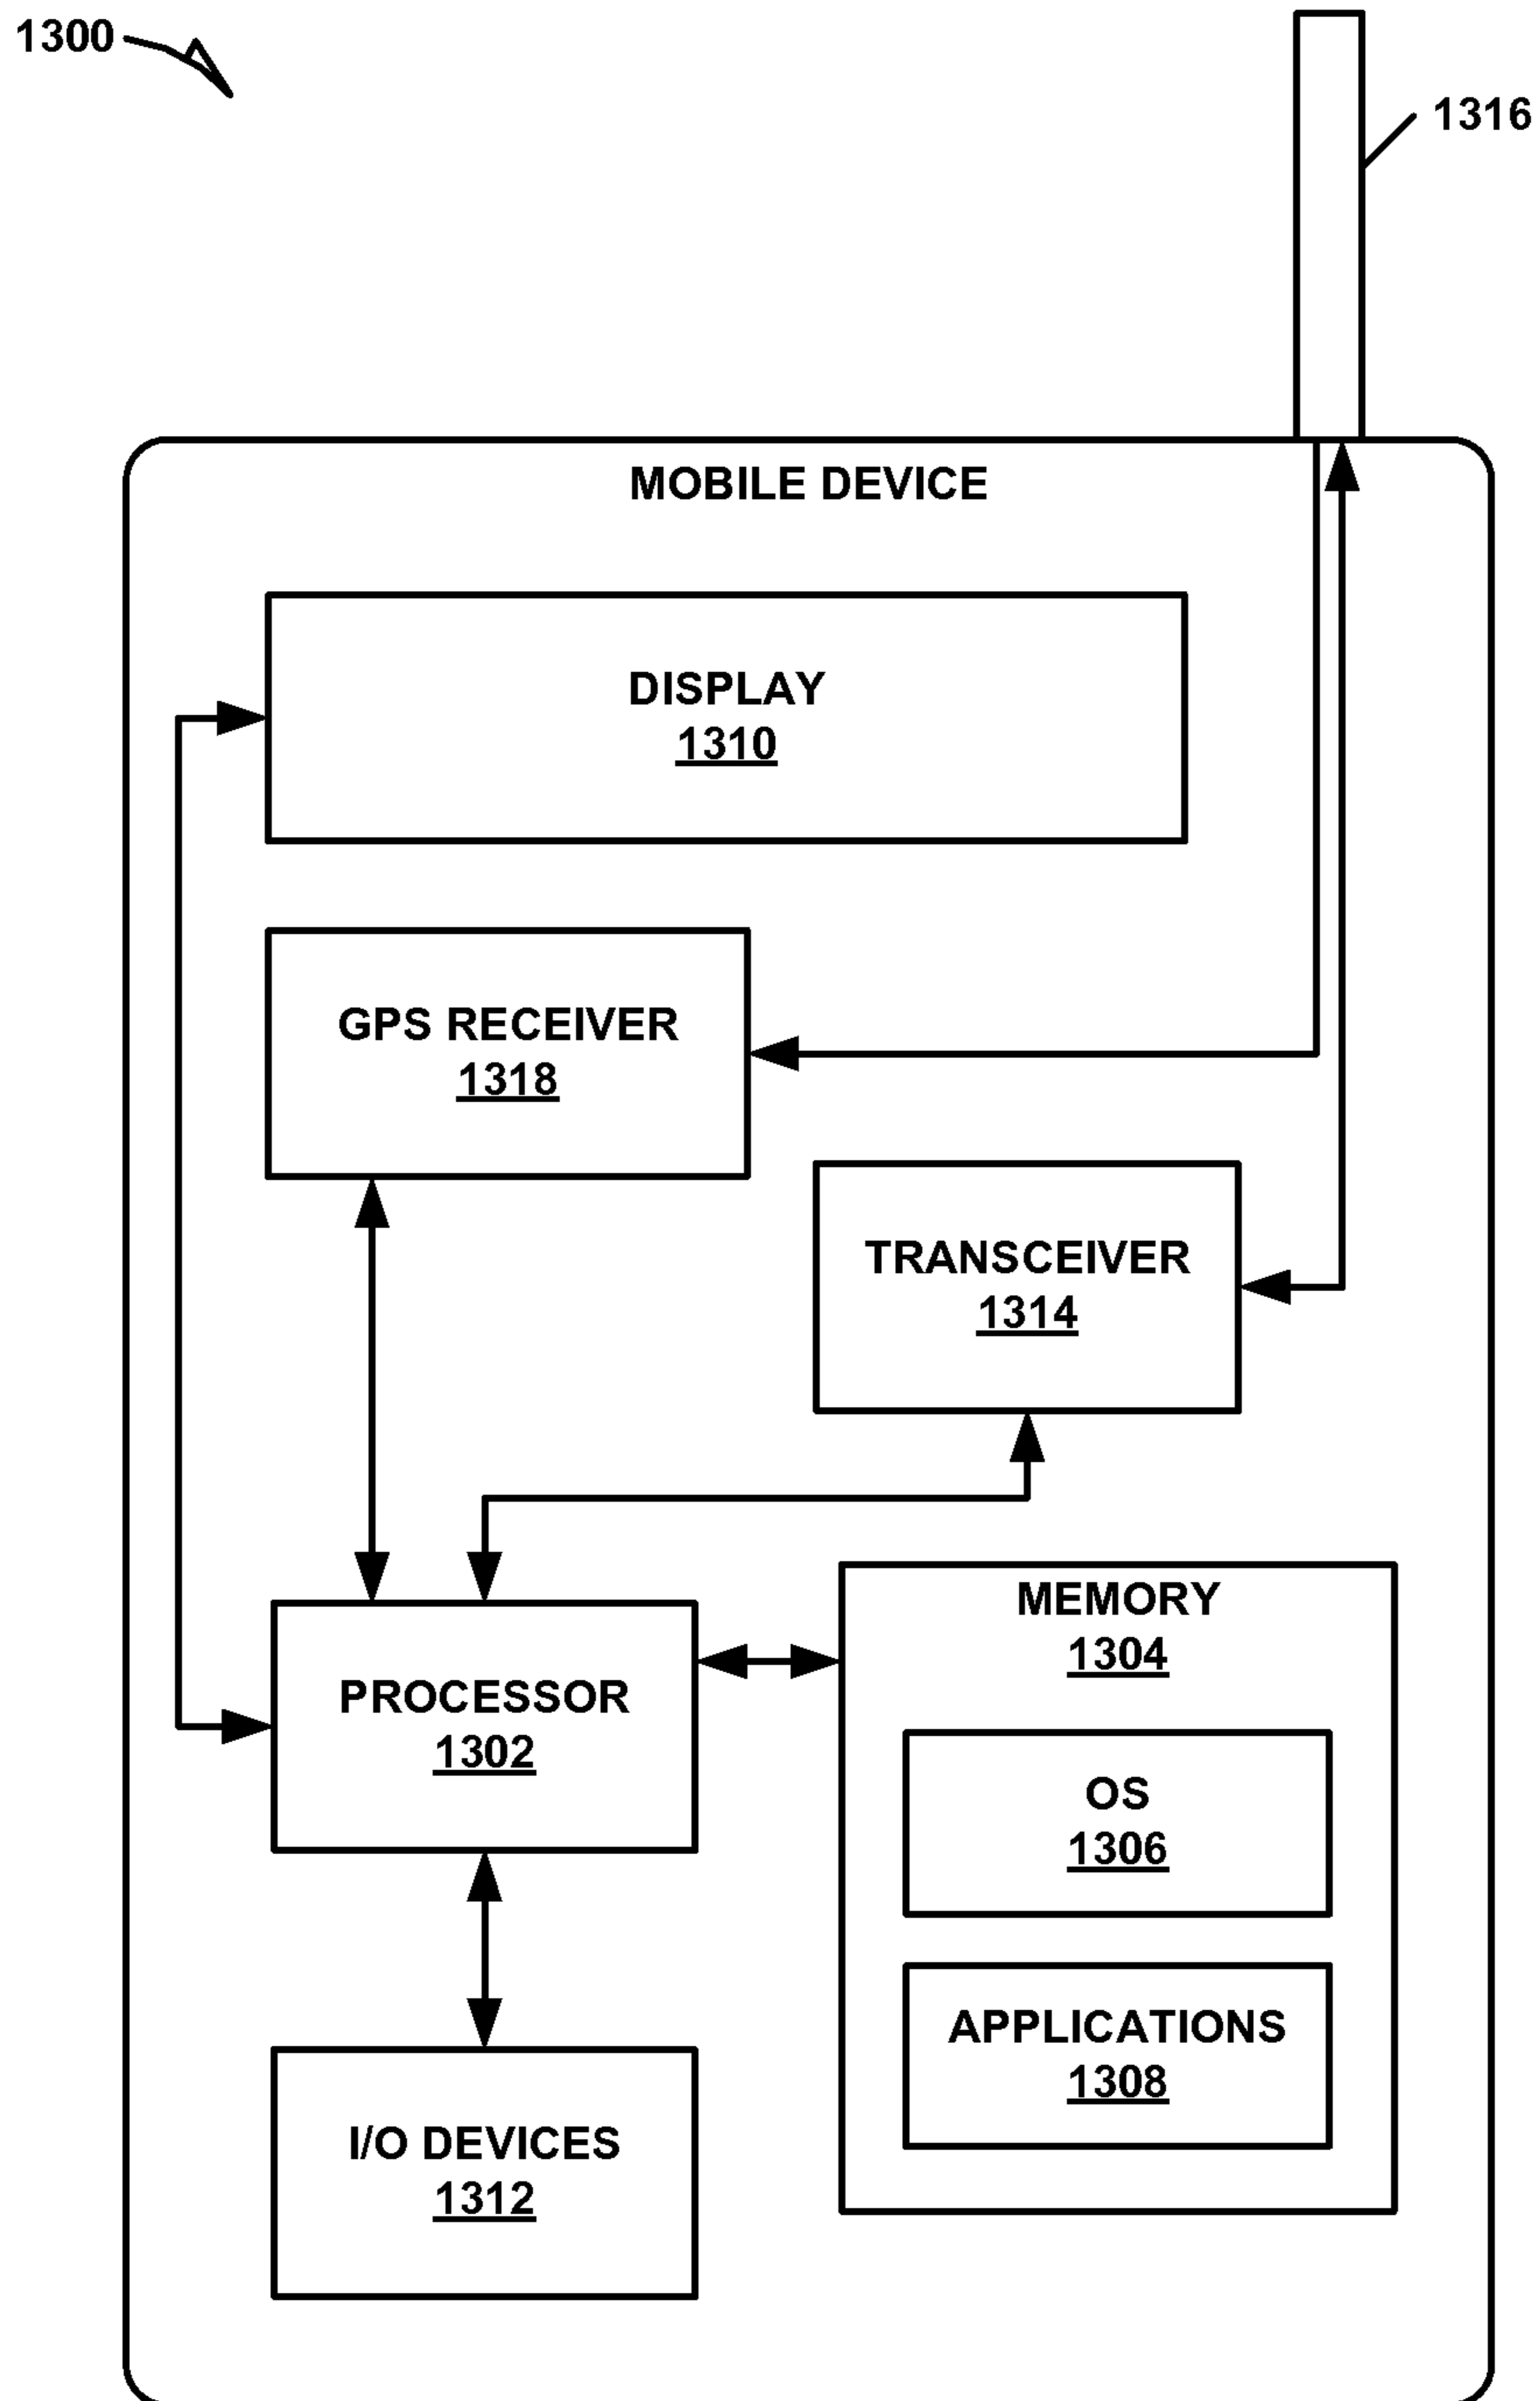 1300
1316
MOBILE DEVICE
DISPLAY
1310
GPS RECEIVER
1318
TRANSCEIVER
1314
MEMORY
1304
PROCESSOR
1302
OS
1306
APPLICATIONS
1308
I/O DEVICES
1312